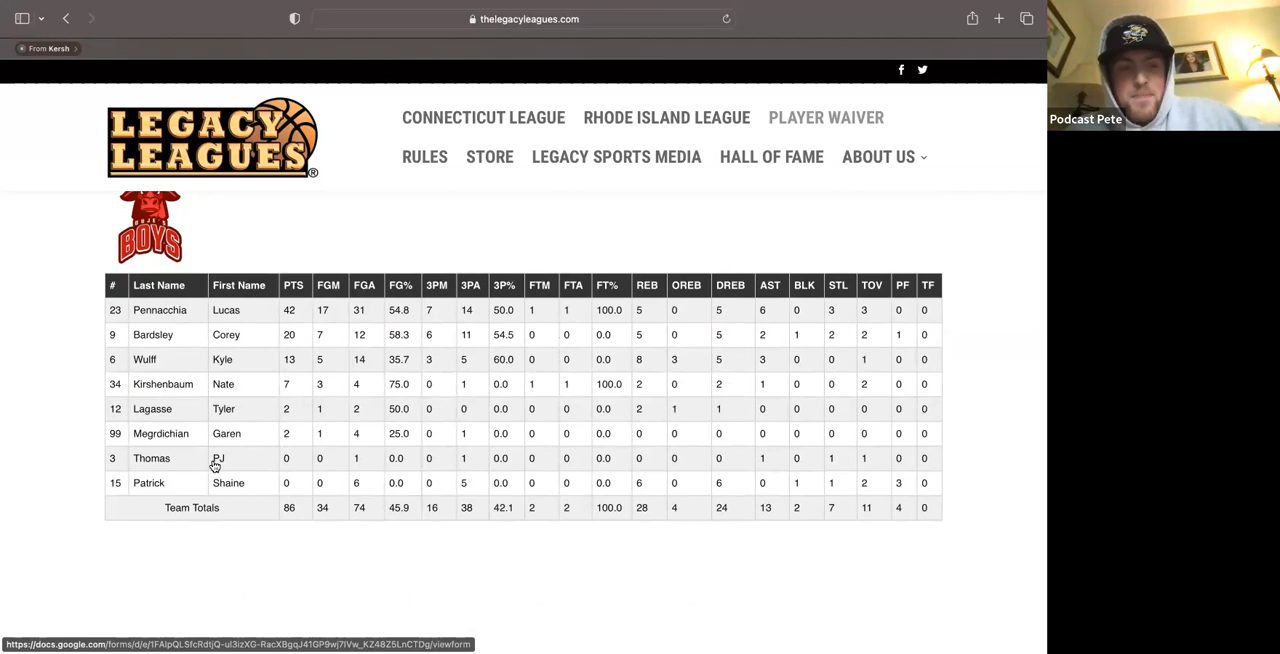 thelegacyleagues.com
From Kersh
LEGACY LEAGUES ®
CONNECTICUT LEAGUE RHODE ISLAND LEAGUE PLAYER WAIVER
RULES STORE LEGACY SPORTS MEDIA HALL OF FAME ABOUT US
Podcast Pete
BOYS
# Last Name First Name PTS FGM FGA FG% 3PM 3PA 3P% FTM FTA FT% REB OREB DREB AST BLK STL TOV PF TF
23 Pennacchia Lucas 42 17 31 54.8 7 14 50.0 1 1 100.0 5 0 5 6 0 3 3 0 0
9 Bardsley Corey 20 7 12 58.3 6 11 54.5 0 0 0.0 5 0 5 2 1 2 2 1 0
6 Wulff Kyle 13 5 14 35.7 3 5 60.0 0 0 0.0 8 3 5 3 0 0 1 0 0
34 Kirshenbaum Nate 7 3 4 75.0 0 1 0.0 1 1 100.0 2 0 2 1 0 0 2 0 0
12 Lagasse Tyler 2 1 2 50.0 0 0 0.0 0 0 0.0 2 1 1 0 0 0 0 0 0
99 Megrdichian Garen 2 1 4 25.0 0 1 0.0 0 0 0.0 0 0 0 0 0 0 0 0 0
3 Thomas PJ 0 0 1 0.0 0 1 0.0 0 0 0.0 0 0 0 1 0 1 1 0 0
15 Patrick Shaine 0 0 6 0.0 0 5 0.0 0 0 0.0 6 0 6 0 1 1 2 3 0
Team Totals 86 34 74 45.9 16 38 42.1 2 2 100.0 28 4 24 13 2 7 11 4 0